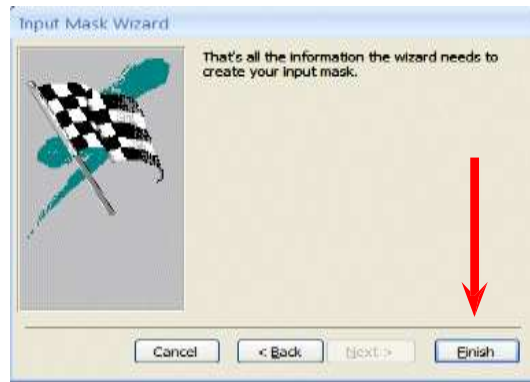 Input Mask Wizard
That's all the information the wizard needs to
create your input mask.
Cancel
< Back
Next >
Finish